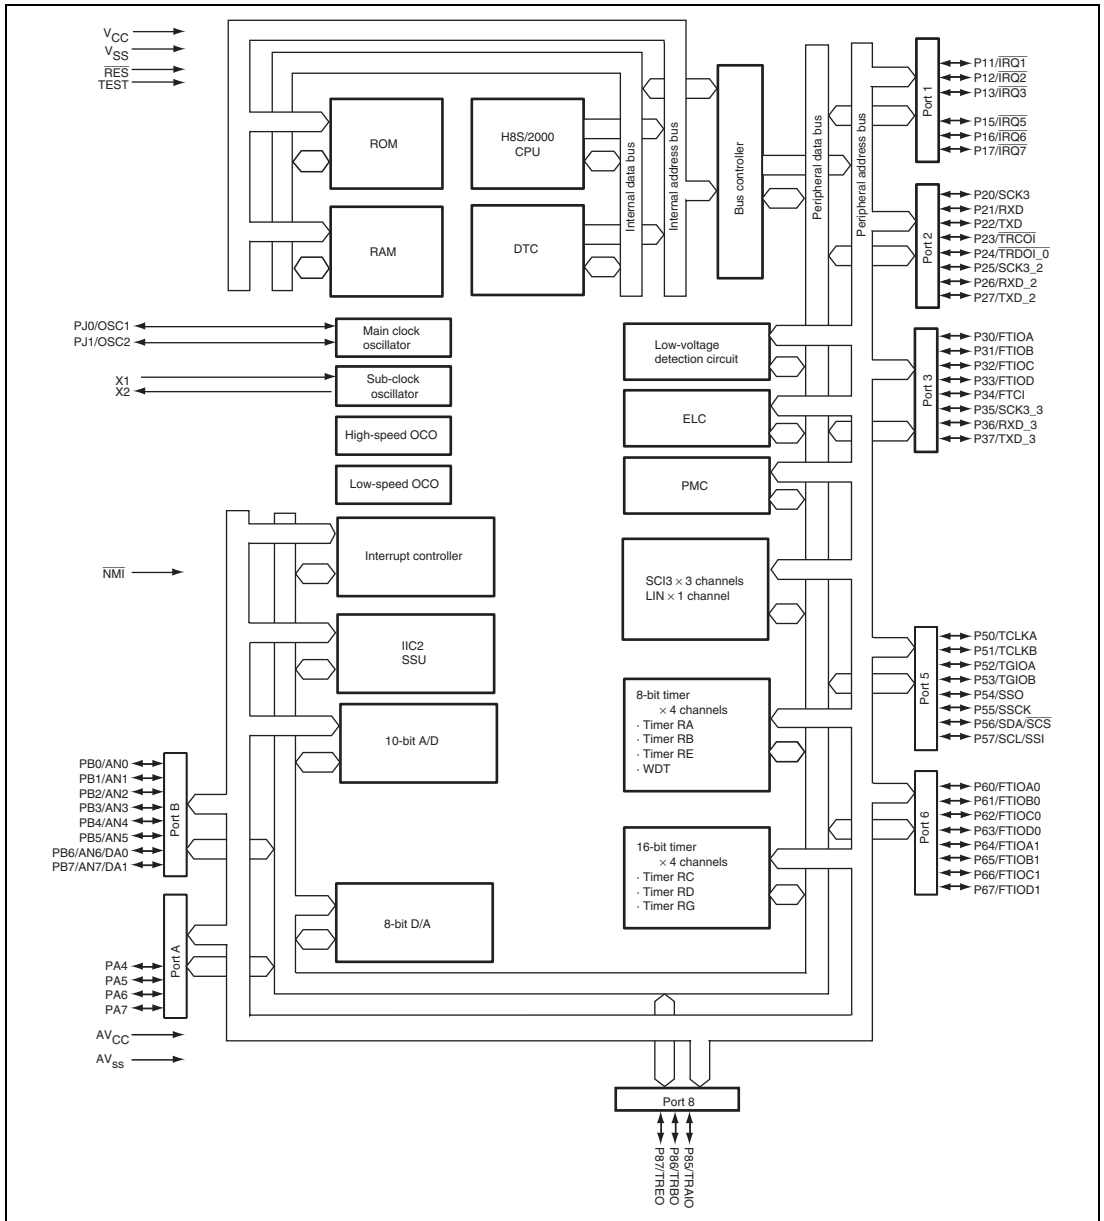 VCC
VSS
RES
TEST
ROM
H8S/2000
CPU
RAM
DTC
Internal data bus
Internal address bus
Bus controller
Peripheral data bus
Peripheral address bus
Port 1
P11/IRQ1
P12/IRQ2
P13/IRQ3
P15/IRQ5
P16/IRQ6
P17/IRQ7
Port 2
P20/SCK3
P21/RXD
P22/TXD
P23/TRCOI
P24/TRDOI_0
P25/SCK3_2
P26/RXD_2
P27/TXD_2
PJ0/OSC1
PJ1/OSC2
Main clock
oscillator
X1
X2
Sub-clock
oscillator
High-speed OCO
Low-speed OCO
Low-voltage
detection circuit
ELC
PMC
Port 3
P30/FTIOA
P31/FTIOB
P32/FTIOC
P33/FTIOD
P34/FTCI
P35/SCK3_3
P36/RXD_3
P37/TXD_3
NMI
Interrupt controller
IIC2
SSU
10-bit A/D
8-bit D/A
SCI3 × 3 channels
LIN × 1 channel
8-bit timer
× 4 channels
· Timer RA
· Timer RB
· Timer RE
· WDT
16-bit timer
× 4 channels
· Timer RC
· Timer RD
· Timer RG
Port 5
P50/TCLKA
P51/TCLKB
P52/TGIOA
P53/TGIOB
P54/SSO
P55/SSCK
P56/SDA/SCS
P57/SCL/SSI
Port 6
P60/FTIOA0
P61/FTIOB0
P62/FTIOC0
P63/FTIOD0
P64/FTIOA1
P65/FTIOB1
P66/FTIOC1
P67/FTIOD1
PB0/AN0
PB1/AN1
PB2/AN2
PB3/AN3
PB4/AN4
PB5/AN5
PB6/AN6/DA0
PB7/AN7/DA1
Port B
PA4
PA5
PA6
PA7
Port A
AVCC
AVss
Port 8
P87/TREO
P86/TRBO
P85/TRAIO